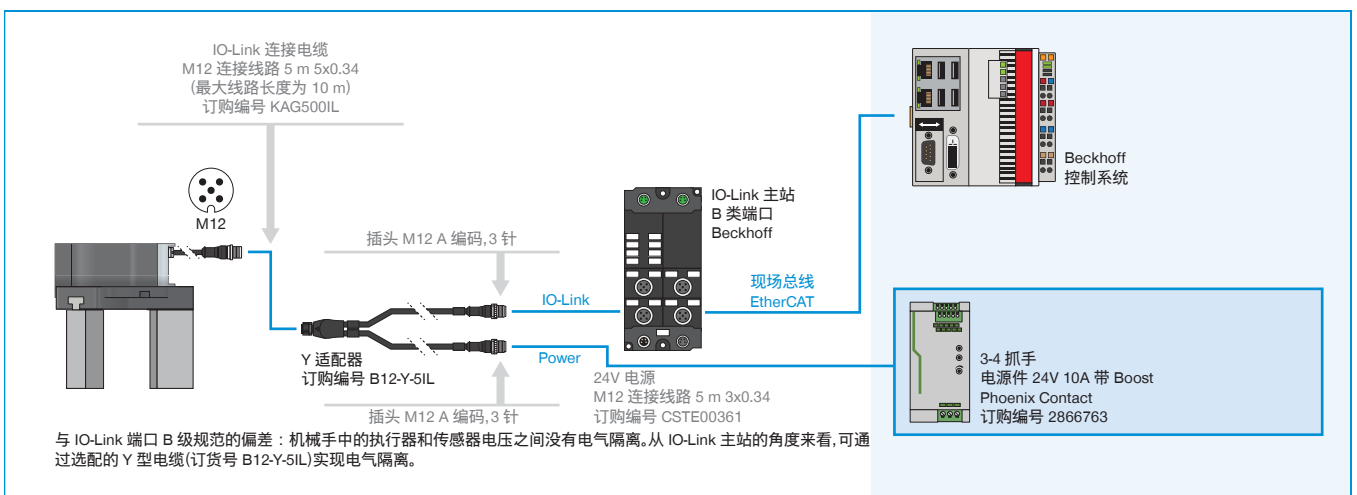 IO-Link 连接电缆
M12 连接线路 5 m 5x0.34
(最大线路长度为 10 m)
订购编号 KAG500IL
M12
插头 M12 A 编码,3 针
IO-Link 主站
B 类端口
Beckhoff
Beckhoff
控制系统
IO-Link
现场总线
EtherCAT
Y 适配器
订购编号 B12-Y-5IL
Power
插头 M12 A 编码,3 针
24V 电源
M12 连接线路 5 m 3x0.34
订购编号 CSTE00361
3-4 抓手
电源件 24V 10A 带 Boost
Phoenix Contact
订购编号 2866763
与 IO-Link 端口 B 级规范的偏差：机械手中的执行器和传感器电压之间没有电气隔离。从 IO-Link 主站的角度来看,可通
过选配的 Y 型电缆(订货号 B12-Y-5IL)实现电气隔离。